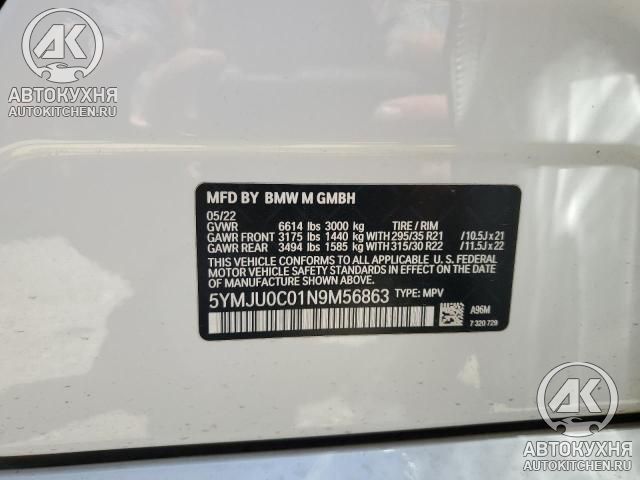 AK
АВТОКУХНЯ
AUTOKITCHEN.RU
MFD BY BMW M GMBH
05/22
GVWR 6614 lbs 3000 kg TIRE / RIM
GAWR FRONT 3175 lbs 1440 kg WITH 295/35 R21 /10.5J x 21
GAWR REAR 3494 lbs 1585 kg WITH 315/30 R22 /11.5J x 22
THIS VEHICLE CONFORMS TO ALL APPLICABLE U. S. FEDERAL
MOTOR VEHICLE SAFETY STANDARDS IN EFFECT ON THE DATE
OF MANUFACTURE SHOWN ABOVE.
5YMJU0C01N9M56863 TYPE: MPV
A96M
7 320 729
AK
АВТОКУХНЯ
AUTOKITCHEN.RU